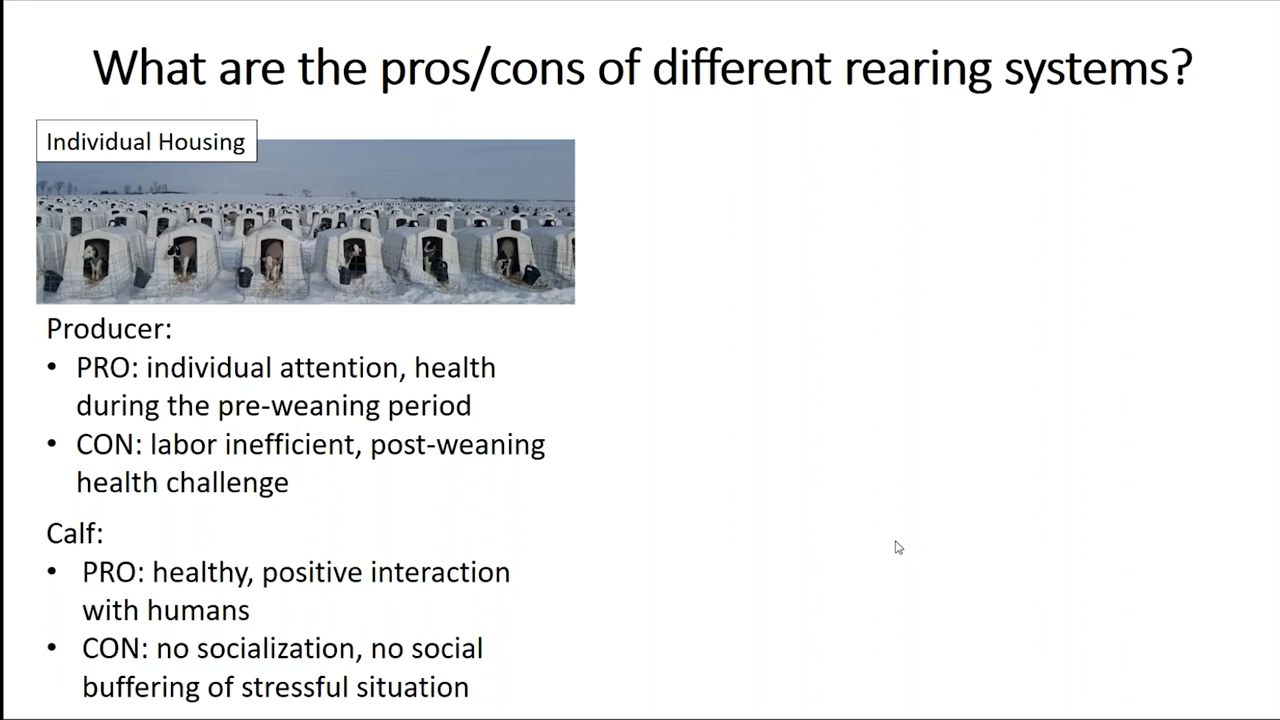 What are the pros/cons of different rearing systems?
Individual Housing
Producer:
• PRO: individual attention, health
during the pre-weaning period
• CON: labor inefficient, post-weaning
health challenge
Calf:
• PRO: healthy, positive interaction
with humans
• CON: no socialization, no social
buffering of stressful situation